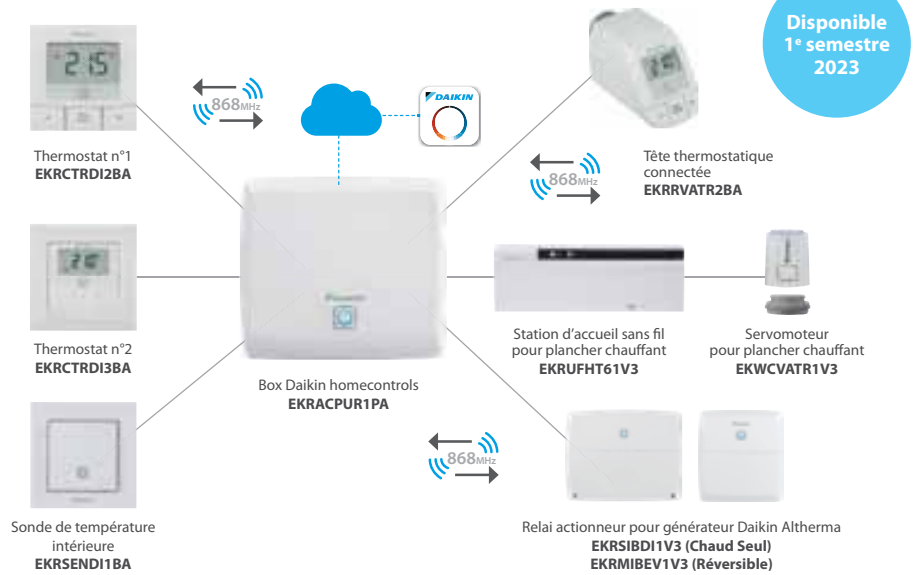 Disponible
1e semestre
2023
21.5
868MHz
DAIKIN
Thermostat n°1
EKRCTRDI2BA
Tête thermostatique
connectée
EKRRVATR2BA
868MHz
Thermostat n°2
EKRCTRDI3BA
Box Daikin homecontrols
EKRACPUR1PA
Station d'accueil sans fil
pour plancher chauffant
EKRUFHT61V3
Servomoteur
pour plancher chauffant
EKWCVATR1V3
868MHz
Sonde de température
intérieure
EKRSENDI1BA
Relai actionneur pour générateur Daikin Altherma
EKRSIBDI1V3 (Chaud Seul)
EKRMIBEV1V3 (Réversible)